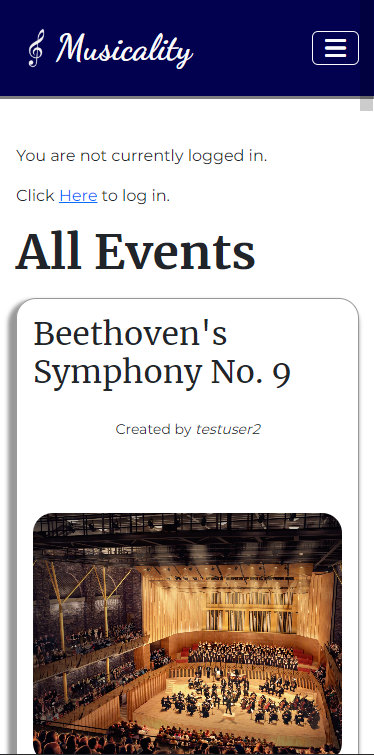 Musicality
You are not currently logged in.
Click Here to log in.
All Events
Beethoven's
Symphony No. 9
Created by testuser2